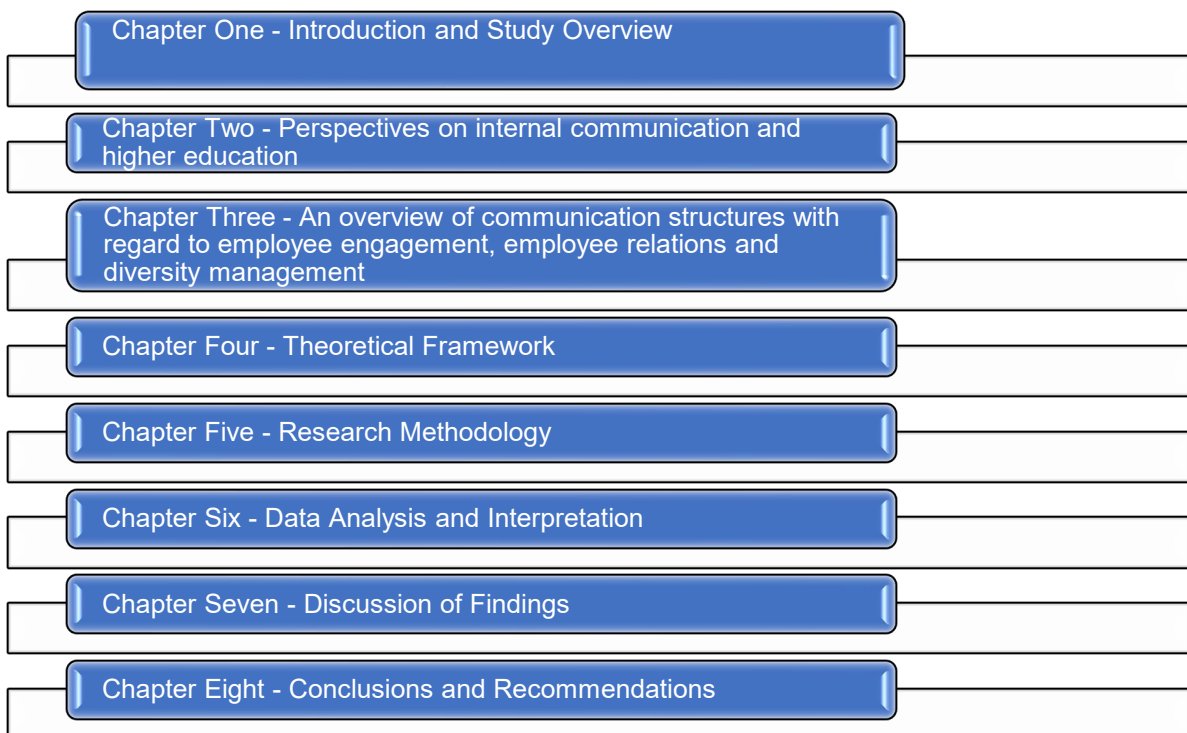 Chapter One - Introduction and Study Overview
Chapter Two - Perspectives on internal communication and
higher education
Chapter Three - An overview of communication structures with
regard to employee engagement, employee relations and
diversity management
Chapter Four - Theoretical Framework
Chapter Five - Research Methodology
Chapter Six - Data Analysis and Interpretation
Chapter Seven - Discussion of Findings
Chapter Eight - Conclusions and Recommendations